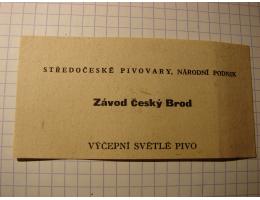 STŘEDOČESKÉ PIVOVARY, NÁRODNÍ PODNIK
Závod Český Brod
VÝČEPNÍ SVĚTLÉ PIVO